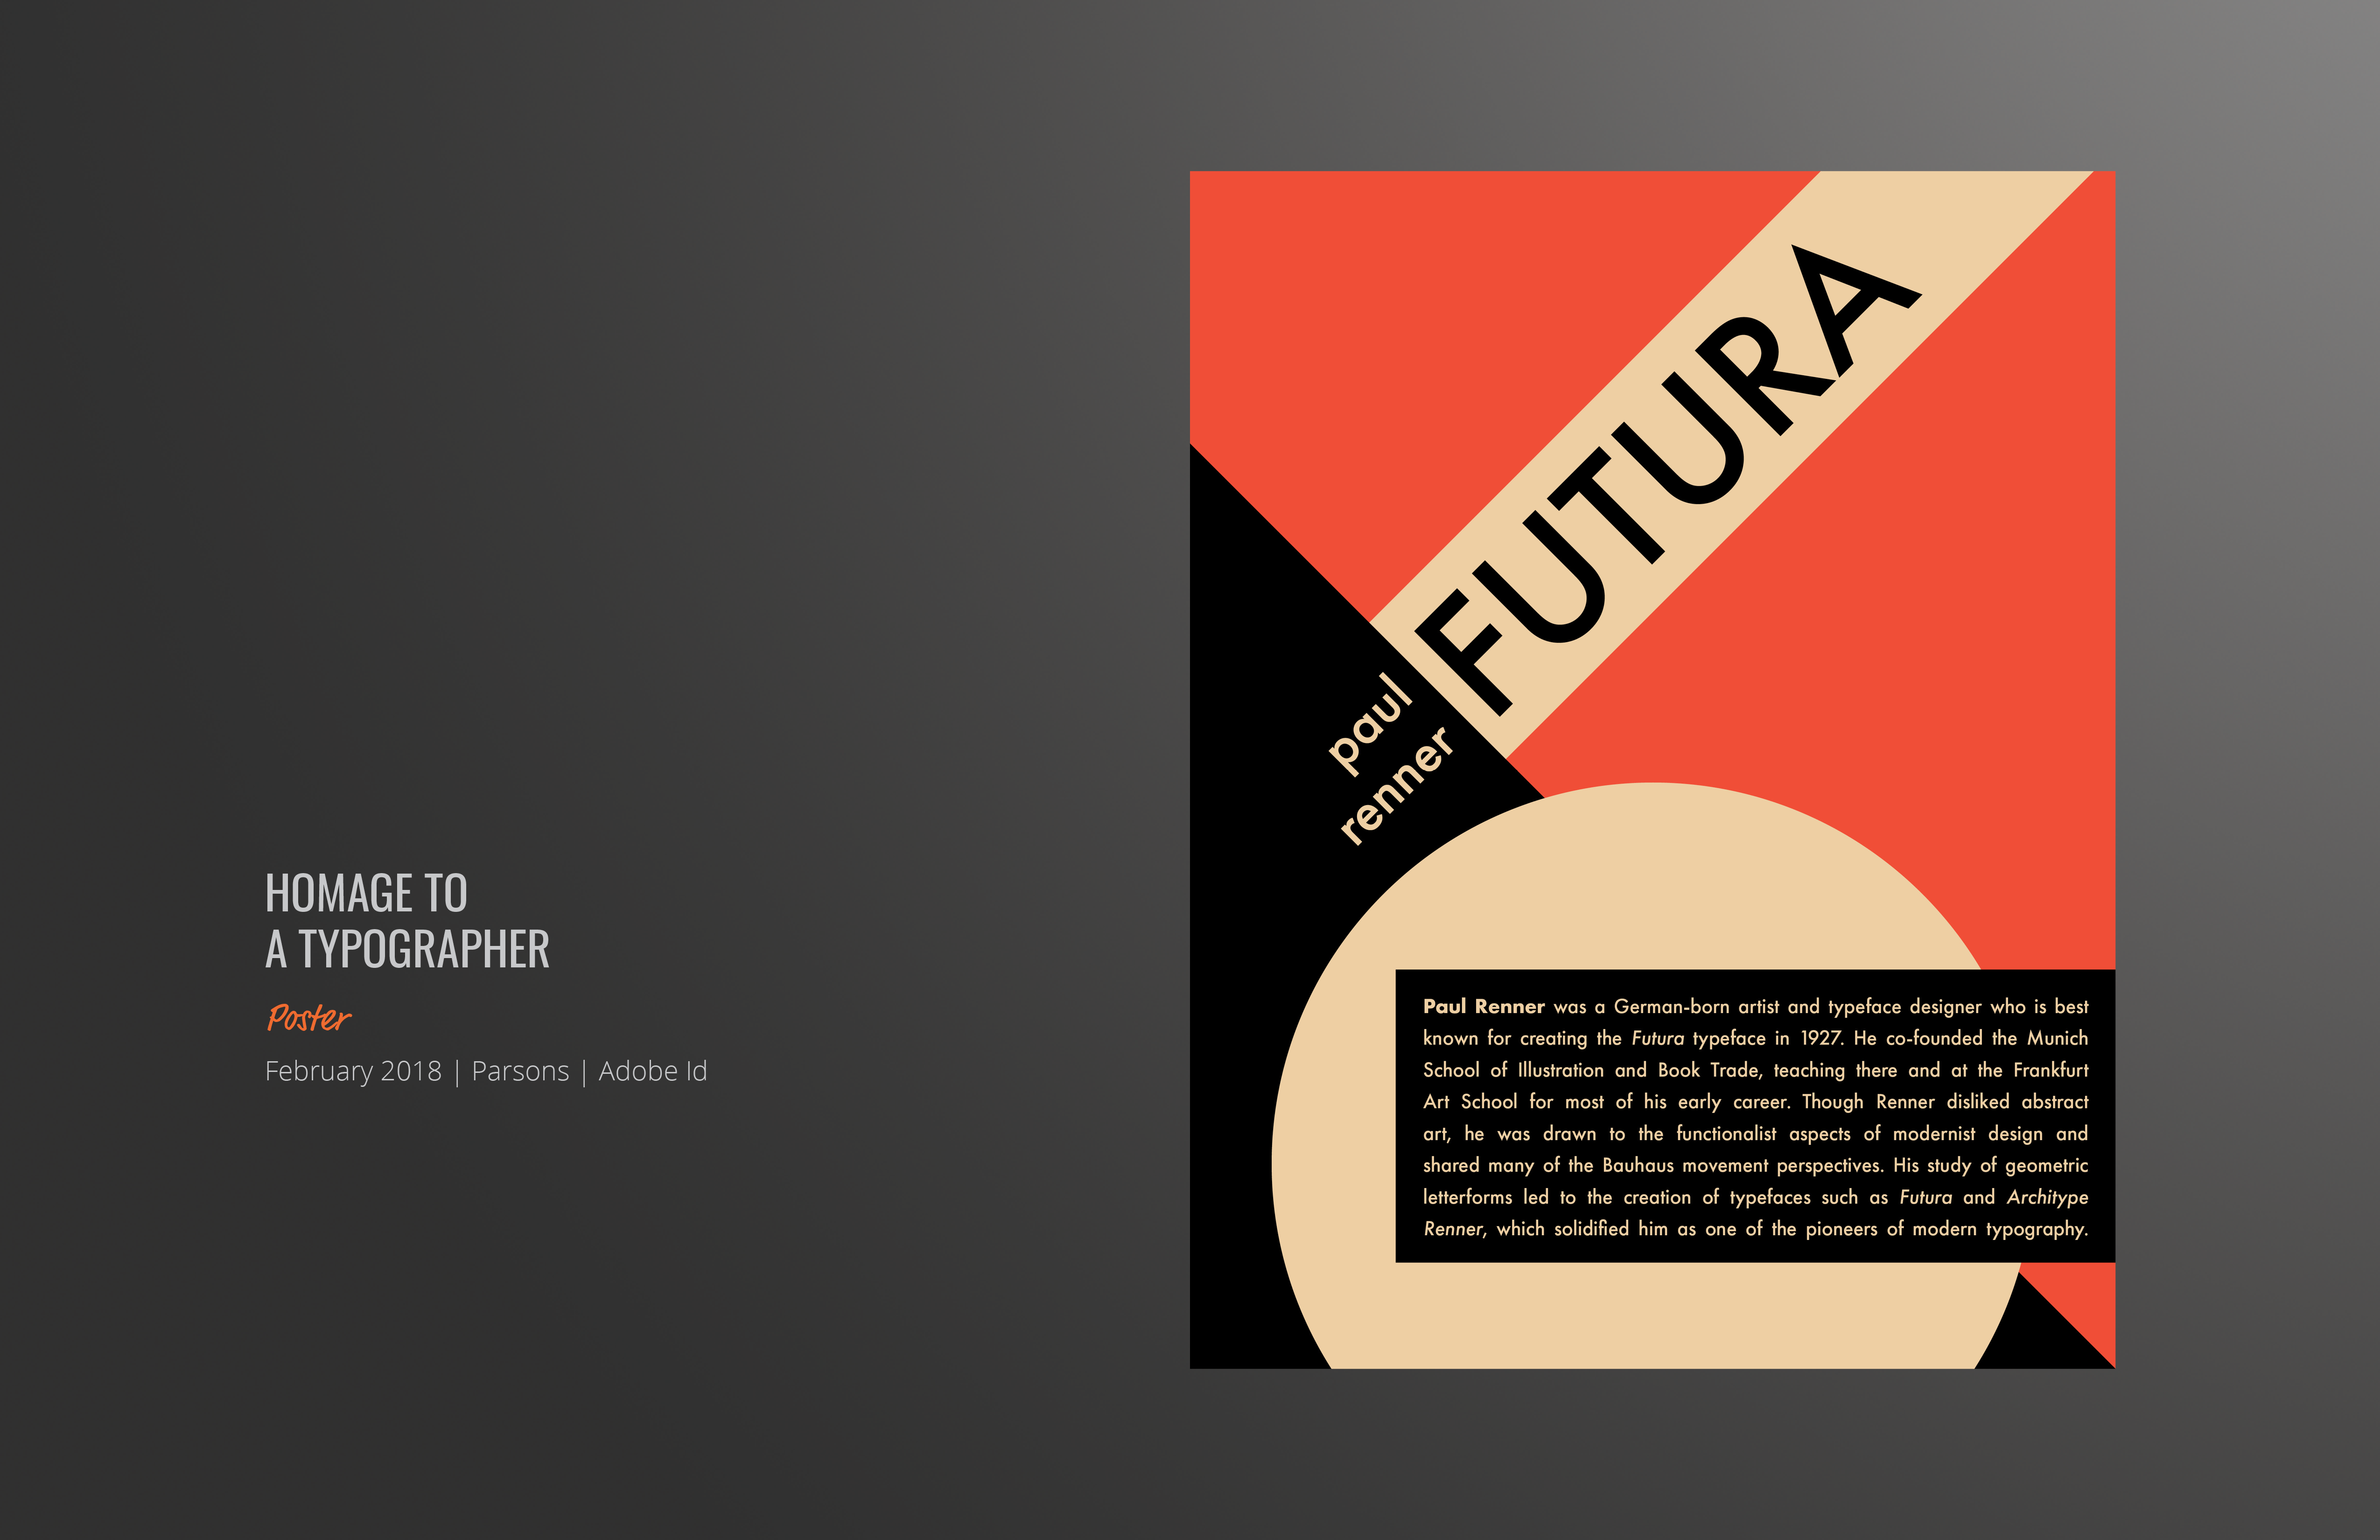 HOMAGE TO
A TYPOGRAPHER
Poster
February 2018 | Parsons | Adobe Id
FUTURA
paul
renner
Paul Renner was a German-born artist and typeface designer who is best
known for creating the Futura typeface in 1927. He co-founded the Munich
School of Illustration and Book Trade, teaching there and at the Frankfurt
Art School for most of his early career. Though Renner disliked abstract
art, he was drawn to the functionalist aspects of modernist design and
shared many of the Bauhaus movement perspectives. His study of geometric
letterforms led to the creation of typefaces such as Futura and Architype
Renner, which solidified him as one of the pioneers of modern typography.